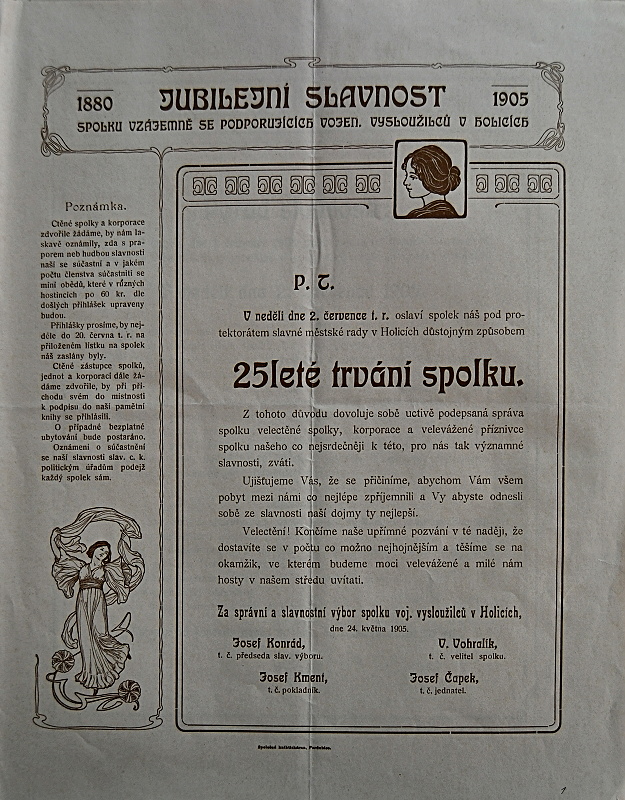 1880 JUBILEJNÍ SLAVNOST 1905
SPOLKU VZÁJEMNĚ SE PODPORUJÍCÍCH VOJEN. VYSLOUŽILCŮ V HOLICÍCH
Poznámka.
Ctěné spolky a korporace
zdvořile žádáme, by nám la-
skavě oznámily, zda s pra-
porem neb hudbou slavnosti
naší se súčastní a v jakém
počtu členstva súčastniti se
míní obědů, které v různých
hostincích po 60 kr. dle
došlých přihlášek upraveny
budou.
Přihlášky prosíme, by nej-
déle do 20. června t. r. na
přiloženém lístku na spolek
náš zaslány byly.
Ctěné zástupce spolků,
jednot a korporací dále žá-
dáme zdvořile, by při pří-
chodu svém do místnosti
k podpisu do naší pamětní
knihy se přihlásili.
O případné bezplatné
ubytování bude postaráno.
Oznámení o súčastnění
se naší slavnosti slav. c. k.
politickým úřadům podejž
každý spolek sám.
P. T.
V neděli dne 2. července t. r. oslaví spolek náš pod pro-
tektorátem slavné městské rady v Holicích důstojným způsobem
25leté trvání spolku.
Z tohoto důvodu dovoluje sobě uctivě podepsaná správa
spolku velectěné spolky, korporace a velevážené příznivce
spolku našeho co nejsrdečněji k této, pro nás tak významné
slavnosti, zváti.
Ujišťujeme Vás, že se přičiníme, abychom Vám všem
pobyt mezi námi co nejlépe zpříjemnili a Vy abyste odnesli
sobě ze slavnosti naší dojmy ty nejlepší.
Velectění! Končíme naše upřímné pozvání v té naději, že
dostavíte se v počtu co možno nejhojnějším a těšíme se na
okamžik, ve kterém budeme moci velevážené a milé nám
hosty v našem středu uvítati.
Za správní a slavnostní výbor spolku voj. vysloužilců v Holicích,
dne 24. května 1905.
Josef Konrád, V. Vohralík,
t. č. předseda slav. výboru. t. č. velitel spolku.
Josef Kment, Josef Čapek,
t. č. pokladník. t. č. jednatel.
Společná knihtiskárna, Pardubice.
1.